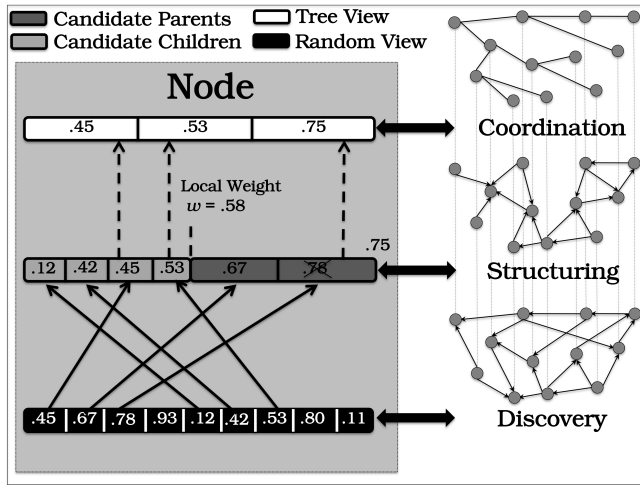 Candidate Parents Tree View
Candidate Children Random View
Node
.45 .53 .75
Coordination
Local Weight
w = .58
.75
.12 .42 .45 .53 .67 .78
Structuring
.45 .67 .78 .93 .12 .42 .53 .80 .11
Discovery